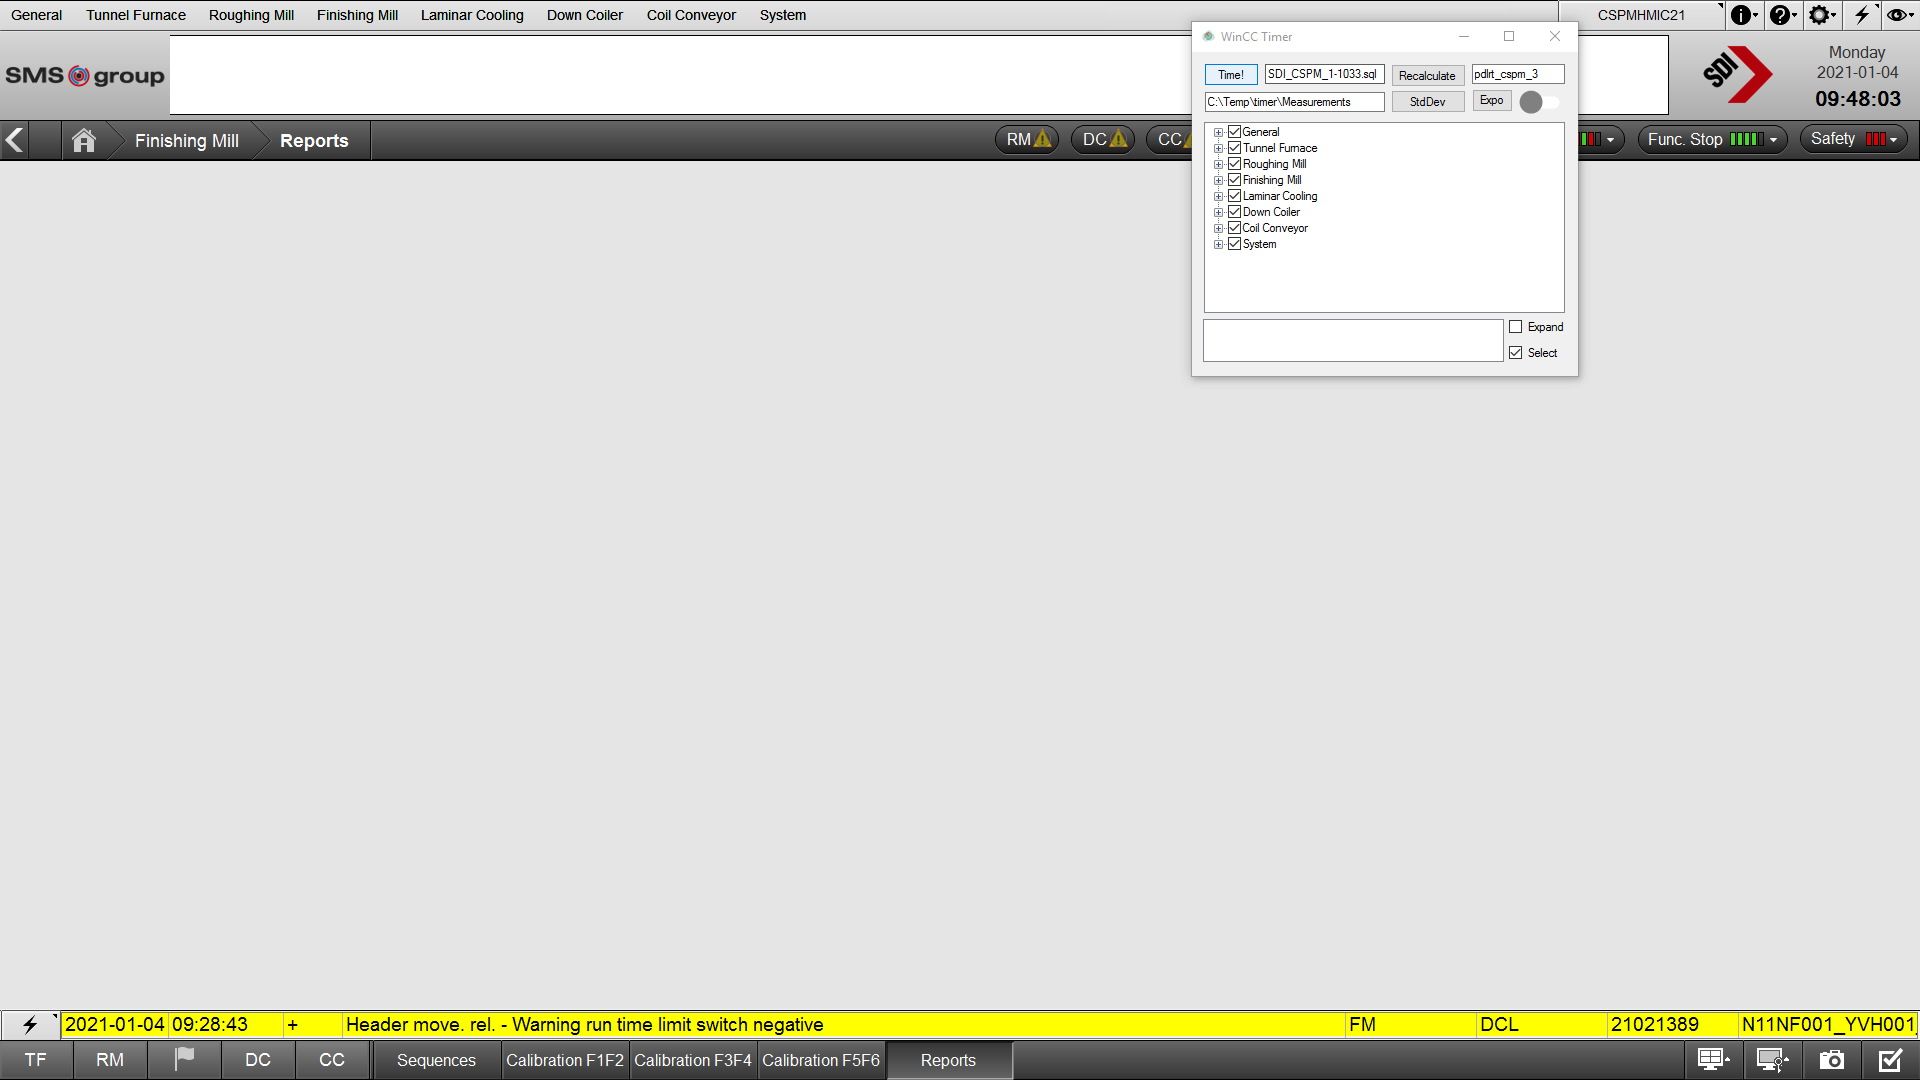 General Tunnel Furnace Roughing Mill Finishing Mill Laminar Cooling Down Coiler Coil Conveyor System CSPMHMIC21
SMS group
SDI
Monday
2021-01-04
09:48:03
WinCC Timer
Time! SDI_CSPM_1-1033.sql Recalculate pdlrt_cspm_3
C:\Temp\timer\Measurements StdDev Expo
General
Tunnel Furnace
Roughing Mill
Finishing Mill
Laminar Cooling
Down Coiler
Coil Conveyor
System
Expand
Select
Finishing Mill Reports RM DC CC Func. Stop Safety
2021-01-04 09:28:43 + Header move. rel. - Warning run time limit switch negative FM DCL 21021389 N11NF001_YVH001
TF RM DC CC Sequences Calibration F1F2 Calibration F3F4 Calibration F5F6 Reports